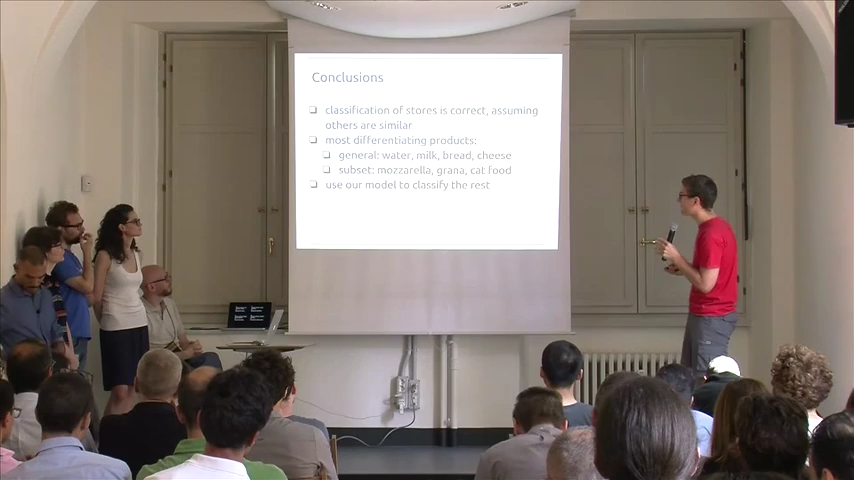 Conclusions
classification of stores is correct, assuming
others are similar
most differentiating products:
general: water, milk, bread, cheese
subset: mozzarella, grana, cat food
use our model to classify the rest